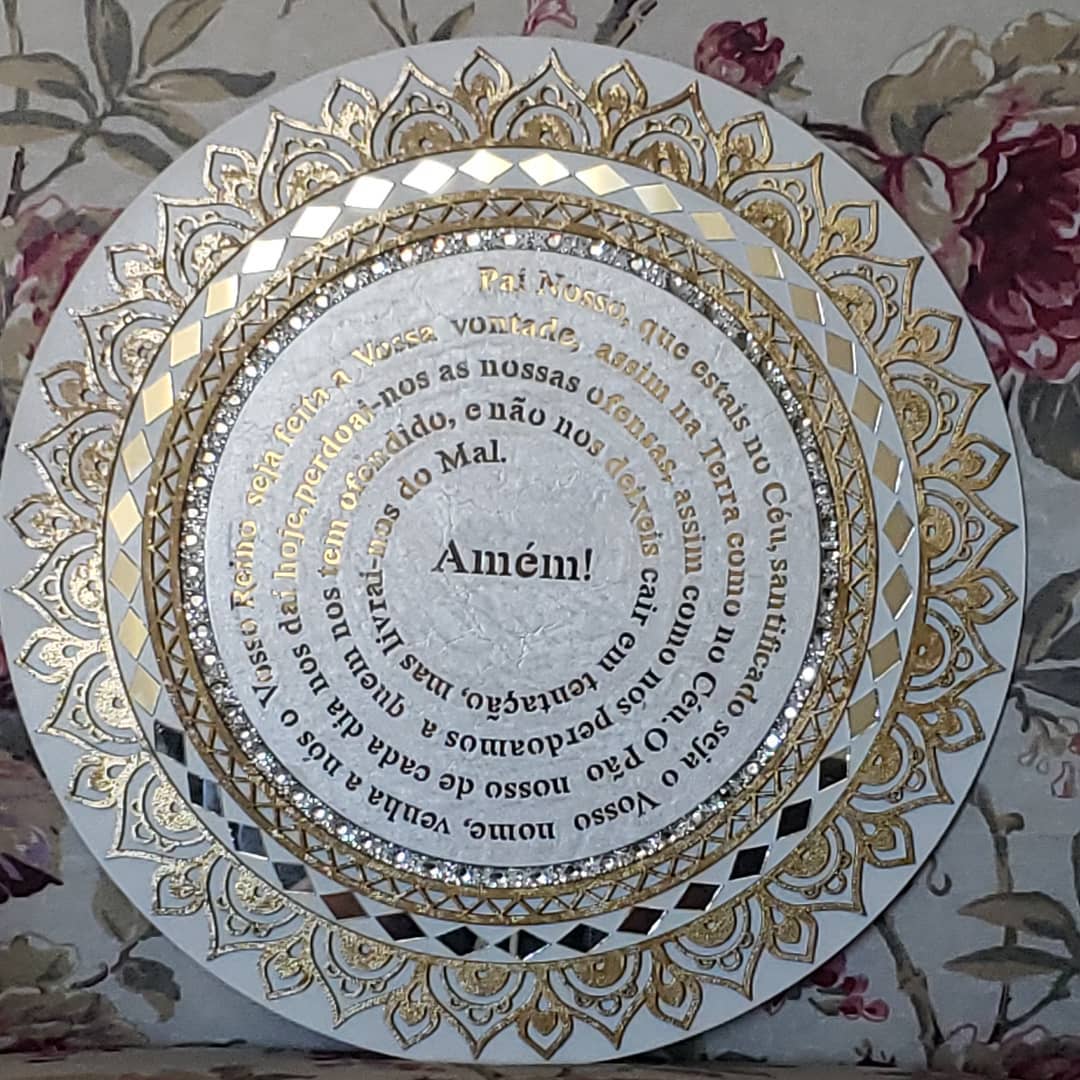 Pai Nosso, que estais no Céu, santificado seja o Vosso nome, venha a nós o Vosso Reino seja feita a Vossa vontade, assim na Terra como no Céu. O Pão nosso de cada dia nos dai hoje, perdoai-nos as nossas ofensas, assim como nós perdoamos a quem nos tem ofendido, e não nos deixeis cair em tentação, mas livrai-nos do Mal.
Amém!